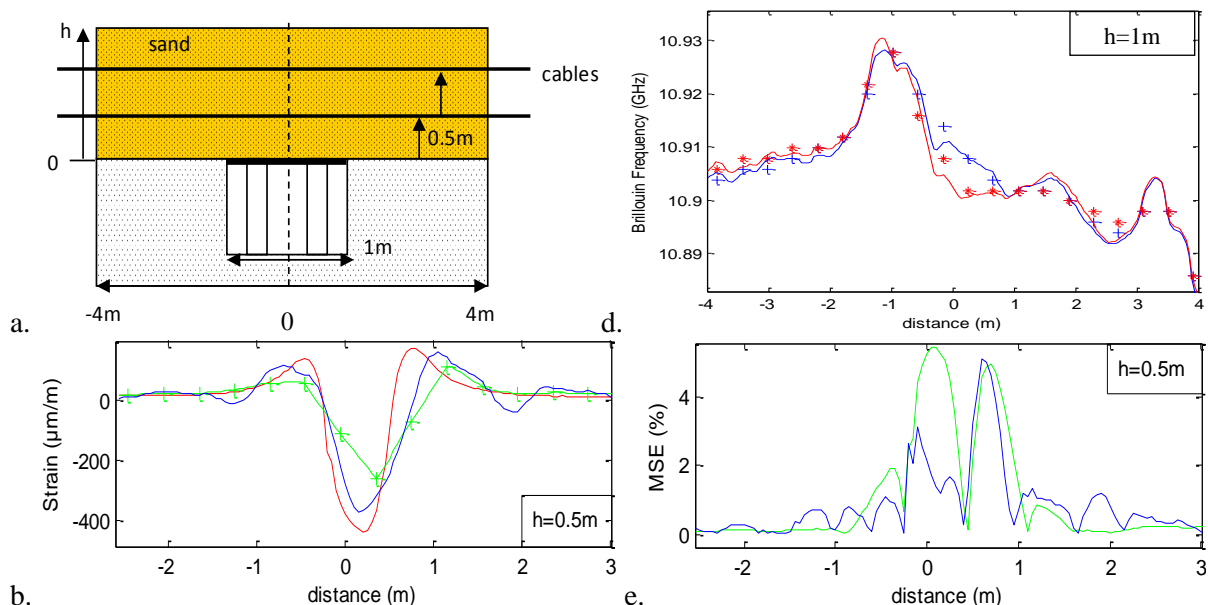 h
sand
cables
0.5m
0
1m
-4m 0 4m
a.
Brillouin Frequency (GHz)
h=1m
10.93
10.92
10.91
10.9
10.89
-4 -3 -2 -1 0 1 2 3 4
distance (m)
d.
Strain (µm/m)
0
-200
-400
h=0.5m
-2 -1 0 1 2 3
distance (m)
b.
MSE (%)
h=0.5m
4
2
0
-2 -1 0 1 2 3
distance (m)
e.